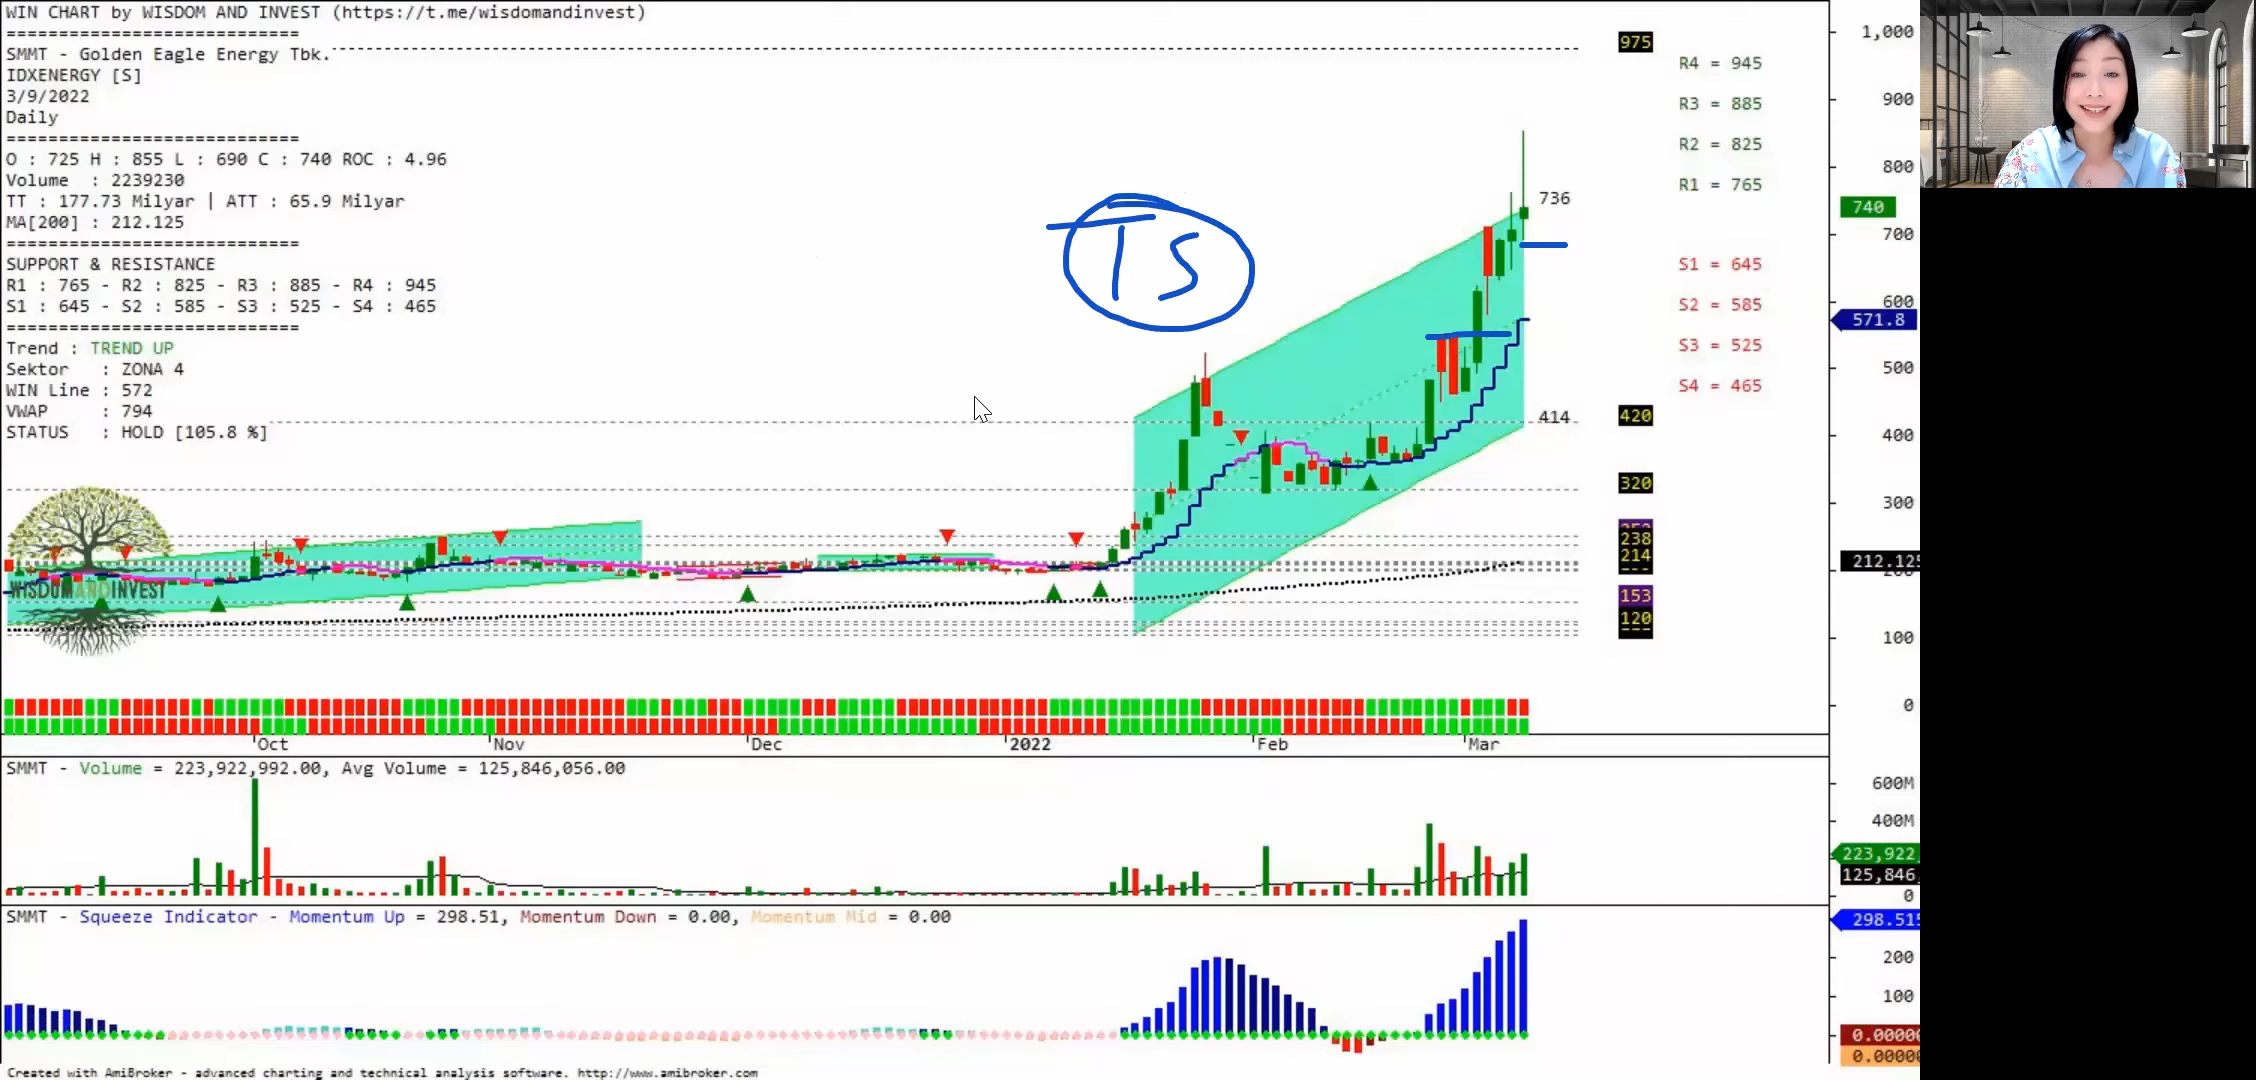 WIN CHART by WISDOM AND INVEST (https://t.me/wisdomandinvest)
============================
SMMT - Golden Eagle Energy Tbk.
IDXENERGY [S]
3/9/2022
Daily
============================
O : 725 H : 855 L : 690 C : 740 ROC : 4.96
Volume : 2239230
TT : 177.73 Milyar | ATT : 65.9 Milyar
MA[200] : 212.125
============================
SUPPORT & RESISTANCE
R1 : 765 - R2 : 825 - R3 : 885 - R4 : 945
S1 : 645 - S2 : 585 - S3 : 525 - S4 : 465
============================
Trend : TREND UP
Sektor : ZONA 4
WIN Line : 572
VWAP : 794
STATUS : HOLD [105.8 %]
TS
WISDOMANDINVEST
736
414
975
420
320
238
214
153
120
R4 = 945
R3 = 885
R2 = 825
R1 = 765
S1 = 645
S2 = 585
S3 = 525
S4 = 465
1,000
900
800
740
700
600
571.8
500
400
300
212.125
100
0
Oct Nov Dec 2022 Feb Mar
SMMT - Volume = 223,922,992.00, Avg Volume = 125,846,056.00
600M
400M
223,922
125,846,
0
SMMT - Squeeze Indicator - Momentum Up = 298.51, Momentum Down = 0.00, Momentum Mid = 0.00
298.515
200
100
0.00000
0.00000
Created with AmiBroker - advanced charting and technical analysis software. http://www.amibroker.com